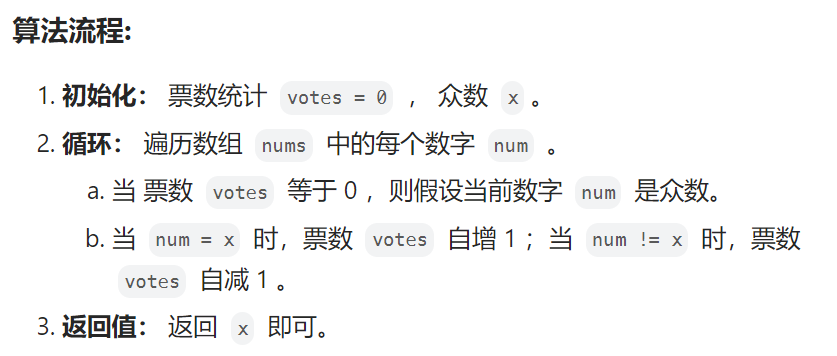 算法流程:
1. 初始化： 票数统计 votes = 0 ， 众数 x 。
2. 循环： 遍历数组 nums 中的每个数字 num 。
a. 当 票数 votes 等于 0 ，则假设当前数字 num 是众数。
b. 当 num = x 时，票数 votes 自增 1 ；当 num != x 时，票数
votes 自减 1 。
3. 返回值： 返回 x 即可。